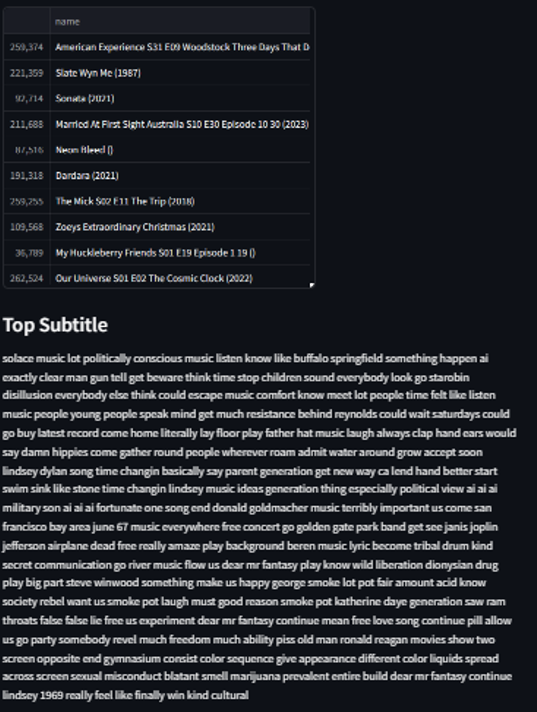 name
259,374 American Experience S31 E09 Woodstock Three Days That D
221,359 Slate Wyn Me (1987)
92,714 Sonata (2021)
211,688 Married At First Sight Australia S10 E30 Episode 10 30 (2023)
87,516 Neon Bleed ()
191,318 Dardara (2021)
259,255 The Mick S02 E11 The Trip (2018)
109,568 Zoeys Extraordinary Christmas (2021)
36,789 My Huckleberry Friends S01 E19 Episode 1 19 ()
262,524 Our Universe S01 E02 The Cosmic Clock (2022)
Top Subtitle
solace music lot politically conscious music listen know like buffalo springfield something happen ai
exactly clear man gun tell get beware think time stop children sound everybody look go starobin
disillusion everybody else think could escape music comfort know meet lot people time felt like listen
music people young people speak mind get much resistance behind reynolds could wait saturdays could
go buy latest record come home literally lay floor play father hat music laugh always clap hand ears would
say damn hippies come gather round people wherever roam admit water around grow accept soon
lindsey dylan song time changin basically say parent generation get new way ca lend hand better start
swim sink like stone time changin lindsey music ideas generation thing especially political view ai ai ai
military son ai ai ai fortunate one song end donald goldmacher music terribly important us come san
francisco bay area june 67 music everywhere free concert go golden gate park band get see janis joplin
jefferson airplane dead free really amaze play background beren music lyric become tribal drum kind
secret communication go river music flow us dear mr fantasy play know wild liberation dionysian drug
play big part steve winwood something make us happy george smoke lot pot fair amount acid know
society rebel want us smoke pot laugh must good reason smoke pot katherine daye generation saw ram
throats false false lie free us experiment dear mr fantasy continue mean free love song continue pill allow
us go party somebody revel much freedom much ability piss old man ronald reagan movies show two
screen opposite end gymnasium consist color sequence give appearance different color liquids spread
across screen sexual misconduct blatant smell marijuana prevalent entire build dear mr fantasy continue
lindsey 1969 really feel like finally win kind cultural